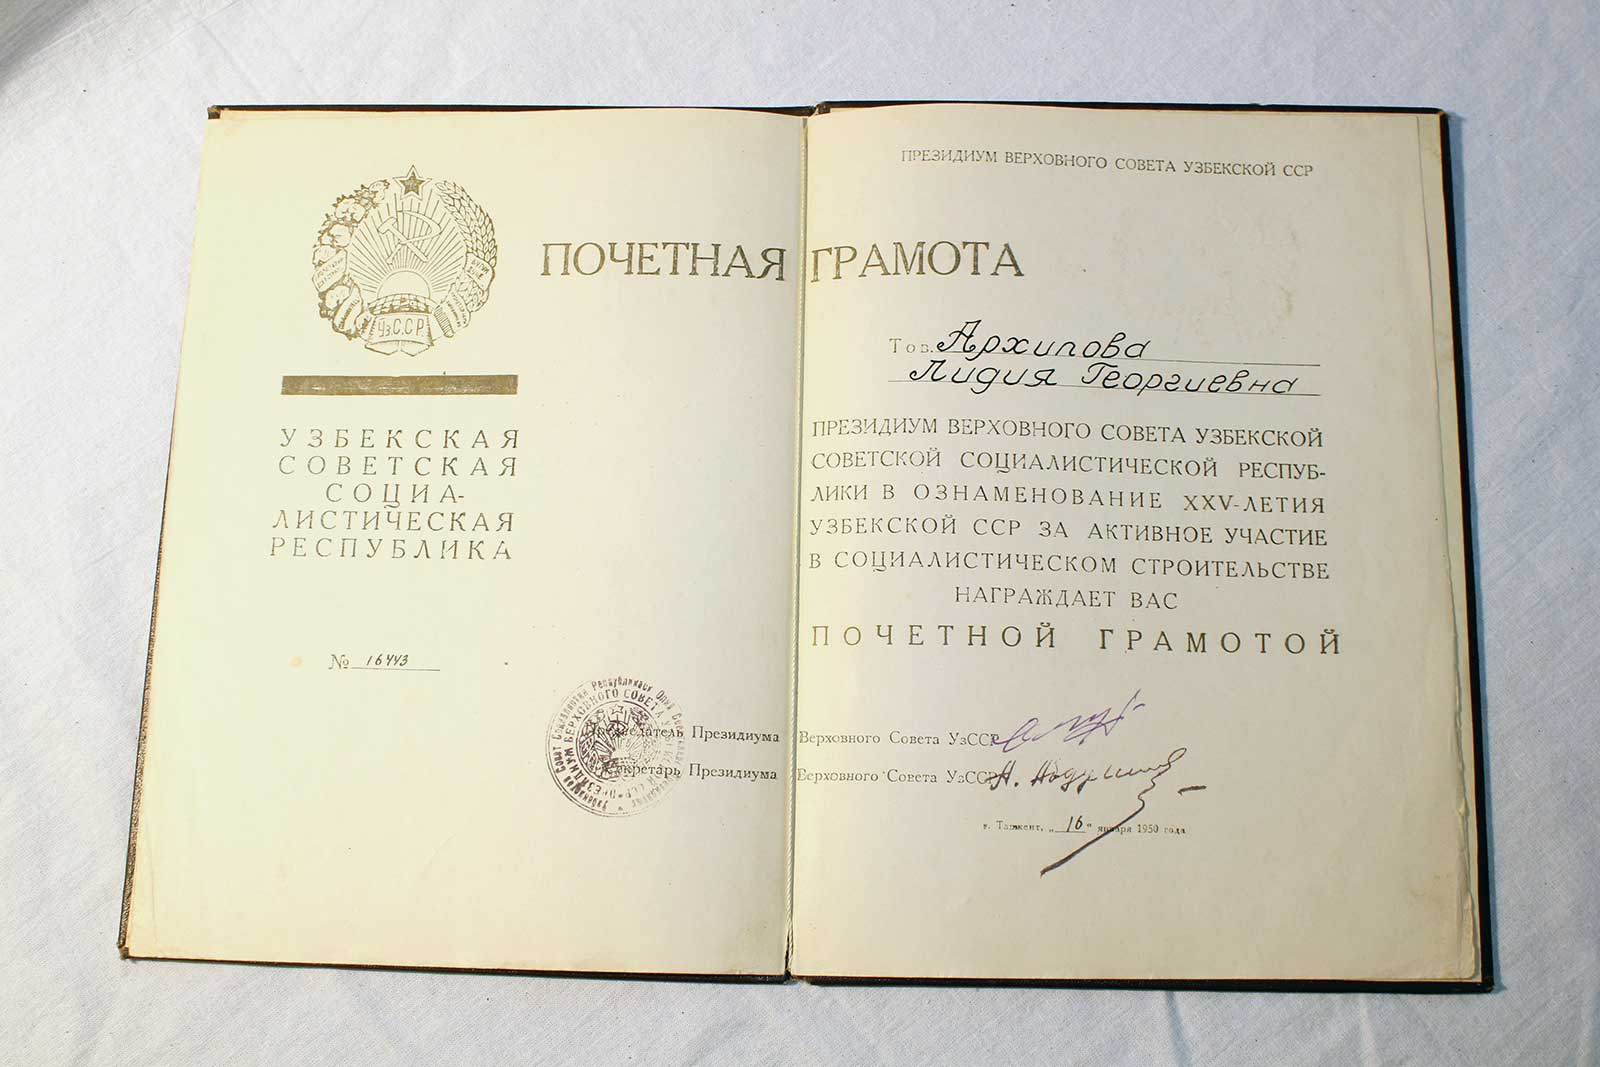 УзС.С.Р.
УЗБЕКСКАЯ
СОВЕТСКАЯ
СОЦИА-
ЛИСТИЧЕСКАЯ
РЕСПУБЛИКА
№ 16443
ПРЕЗИДИУМ ВЕРХОВНОГО СОВЕТА УЗБЕКСКОЙ ССР
ПОЧЕТНАЯ ГРАМОТА
Тов. Архипова
Лидия Георгиевна
ПРЕЗИДИУМ ВЕРХОВНОГО СОВЕТА УЗБЕКСКОЙ
СОВЕТСКОЙ СОЦИАЛИСТИЧЕСКОЙ РЕСПУБ-
ЛИКИ В ОЗНАМЕНОВАНИЕ XXV-ЛЕТИЯ
УЗБЕКСКОЙ ССР ЗА АКТИВНОЕ УЧАСТИЕ
В СОЦИАЛИСТИЧЕСКОМ СТРОИТЕЛЬСТВЕ
НАГРАЖДАЕТ ВАС
ПОЧЕТНОЙ ГРАМОТОЙ
Председатель Президиума Верховного Совета УзССР
Секретарь Президиума Верховного Совета УзССР
г. Ташкент, „16“ января 1950 года